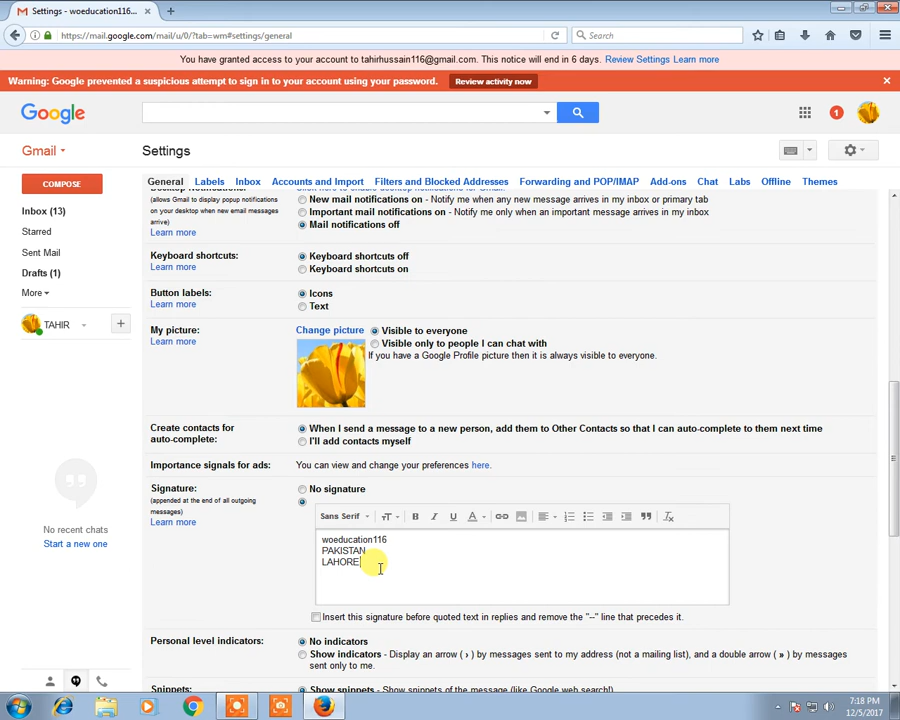 Settings - woeducation116...
https://mail.google.com/mail/u/0/?tab=wm#settings/general
Search
You have granted access to your account to tahirhussain116@gmail.com. This notice will end in 6 days. Review Settings Learn more
Warning: Google prevented a suspicious attempt to sign in to your account using your password. Review activity now
Google
1
Gmail
Settings
COMPOSE
General Labels Inbox Accounts and Import Filters and Blocked Addresses Forwarding and POP/IMAP Add-ons Chat Labs Offline Themes
Inbox (13)
Starred
Sent Mail
Drafts (1)
More
TAHIR
No recent chats
Start a new one
(allows Gmail to display popup notifications
on your desktop when new email messages
arrive)
Learn more
New mail notifications on - Notify me when any new message arrives in my inbox or primary tab
Important mail notifications on - Notify me only when an important message arrives in my inbox
Mail notifications off
Keyboard shortcuts:
Learn more
Keyboard shortcuts off
Keyboard shortcuts on
Button labels:
Learn more
Icons
Text
My picture:
Learn more
Change picture
Visible to everyone
Visible only to people I can chat with
If you have a Google Profile picture then it is always visible to everyone.
Create contacts for
auto-complete:
When I send a message to a new person, add them to Other Contacts so that I can auto-complete to them next time
I'll add contacts myself
Importance signals for ads:
You can view and change your preferences here.
Signature:
(appended at the end of all outgoing
messages)
Learn more
No signature
Sans Serif
woeducation116
PAKISTAN
LAHORE
Insert this signature before quoted text in replies and remove the "--" line that precedes it.
Personal level indicators:
No indicators
Show indicators - Display an arrow ( › ) by messages sent to my address (not a mailing list), and a double arrow ( » ) by messages
sent only to me.
Snippets:
Show snippets - Show snippets of the message (like Google web search!).
7:18 PM
12/5/2017